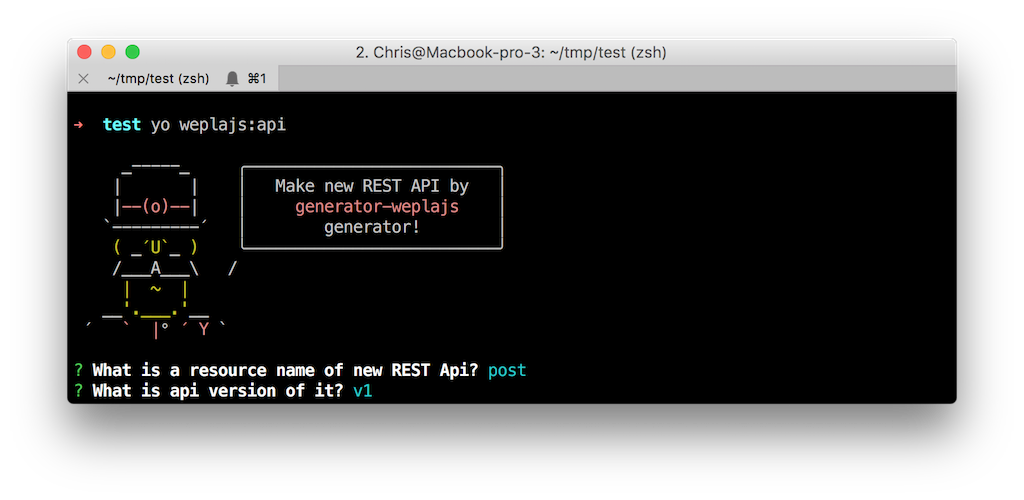 2. Chris@Macbook-pro-3: ~/tmp/test (zsh)
~/tmp/test (zsh) ⌘1
➜ test yo weplajs:api
Make new REST API by
generator-weplajs
generator!
? What is a resource name of new REST Api? post
? What is api version of it? v1